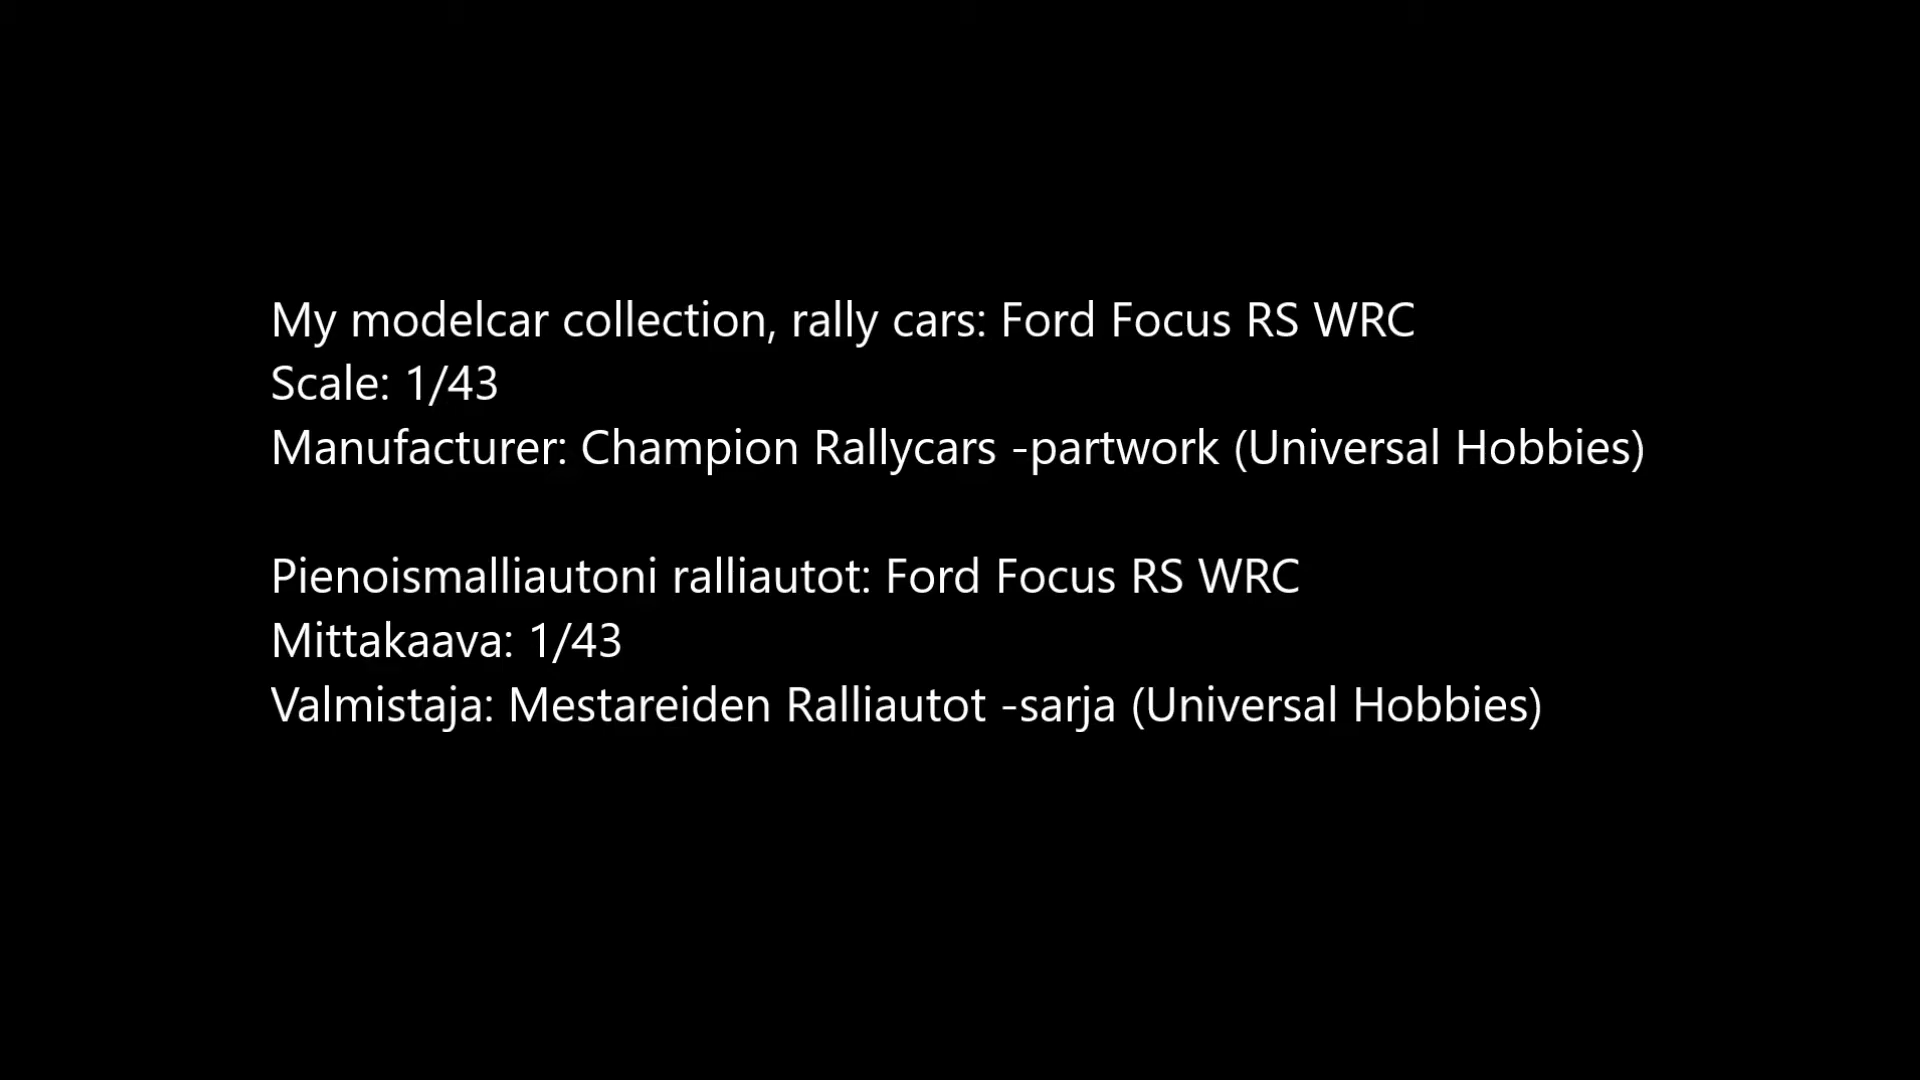 My modelcar collection, rally cars: Ford Focus RS WRC
Scale: 1/43
Manufacturer: Champion Rallycars -partwork (Universal Hobbies)
Pienoismalliautoni ralliautot: Ford Focus RS WRC
Mittakaava: 1/43
Valmistaja: Mestareiden Ralliautot -sarja (Universal Hobbies)